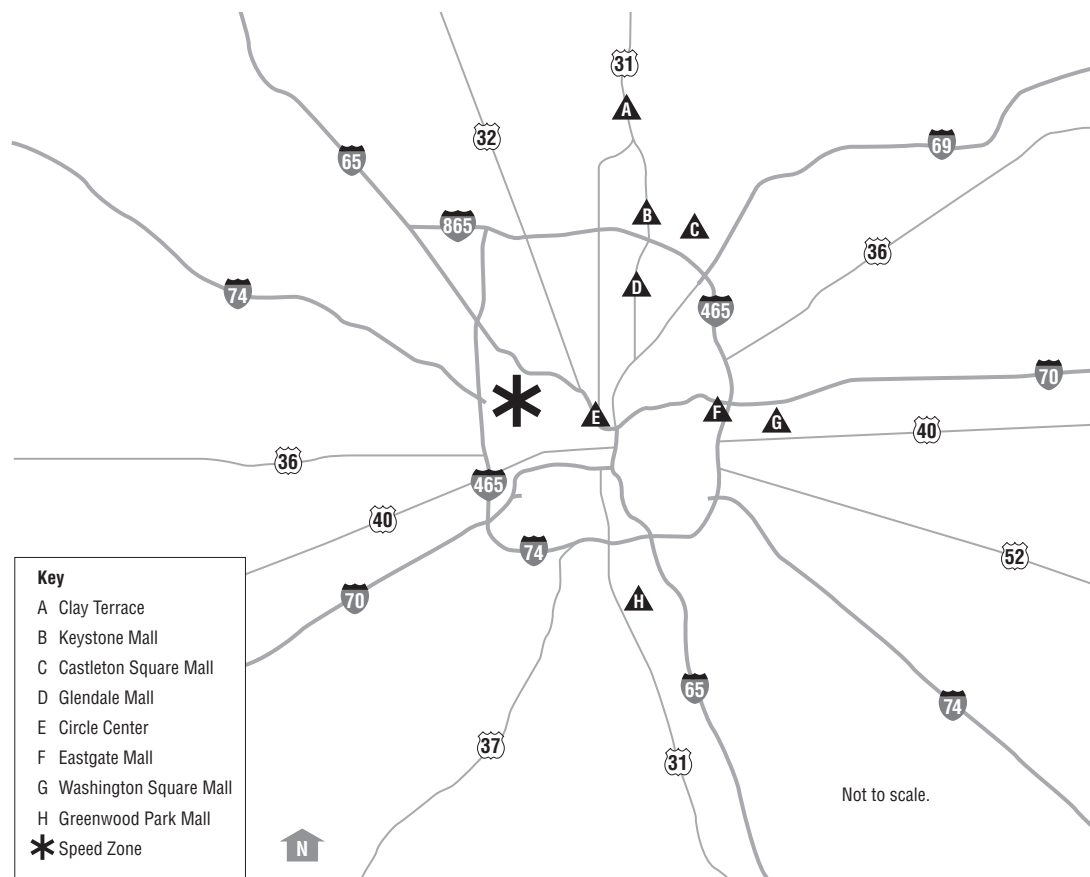 31
A
32
69
65
B
865
C
36
74
D
465
70
E
F
G
40
36
465
40
74
52
70
H
65
74
37
31
Not to scale.
Key
A Clay Terrace
B Keystone Mall
C Castleton Square Mall
D Glendale Mall
E Circle Center
F Eastgate Mall
G Washington Square Mall
H Greenwood Park Mall
Speed Zone
N